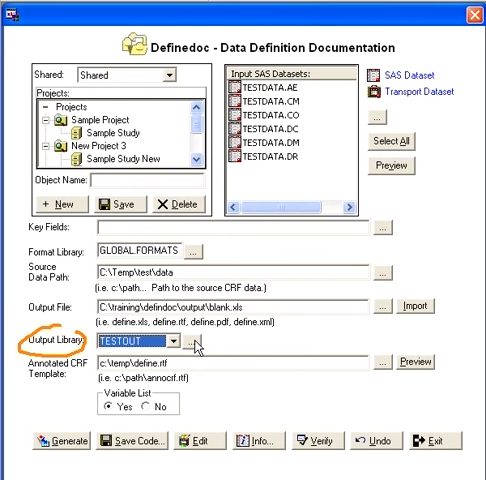 Definedoc - Data Definition Documentation
Shared: Shared
Projects:
Projects
Sample Project
Sample Study
New Project 3
Sample Study New
Object Name:
+ New Save Delete
Input SAS Datasets:
TESTDATA.AE
TESTDATA.CM
TESTDATA.CO
TESTDATA.DC
TESTDATA.DM
TESTDATA.DR
SAS Dataset
Transport Dataset
...
Select All
Preview
Key Fields: ...
Format Library: GLOBAL.FORMATS ...
Source
Data Path: C:\Temp\test\data ...
(i.e. c:\path... Path to the source CRF data.)
Output File: C:\training\defindoc\output\blank.xls ... Import
(i.e. define.xls, define.rtf, define.pdf, define.xml)
Output Library: TESTOUT ...
Annotated CRF
Template: c:\temp\define.rtf ... Preview
(i.e. c:\path\annocrf.rtf)
Variable List
Yes No
Generate Save Code... Edit Info... Verify Undo Exit